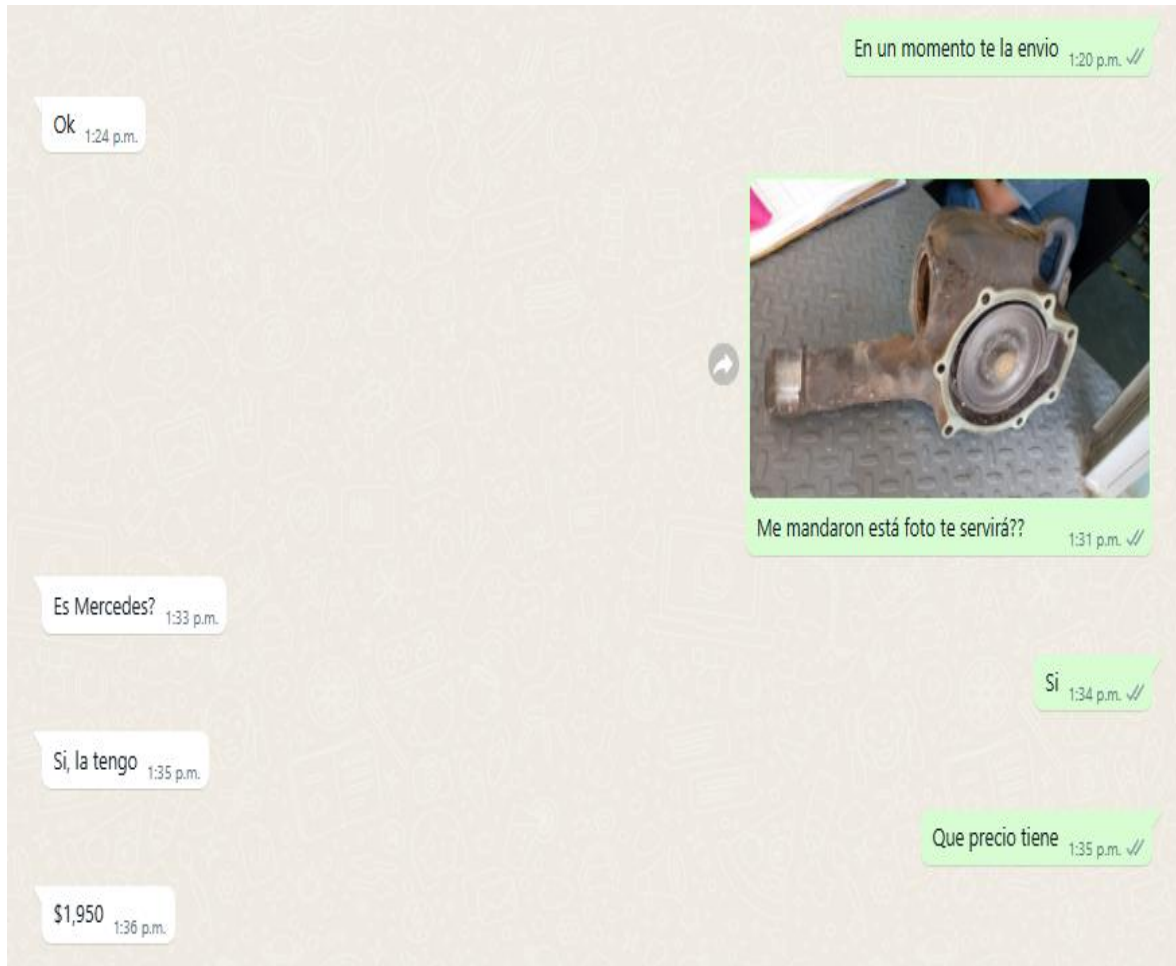 En un momento te la envio 1:20 p.m.
Ok 1:24 p.m.
Me mandaron está foto te servirá?? 1:31 p.m.
Es Mercedes? 1:33 p.m.
Si 1:34 p.m.
Si, la tengo 1:35 p.m.
Que precio tiene 1:35 p.m.
$1,950 1:36 p.m.